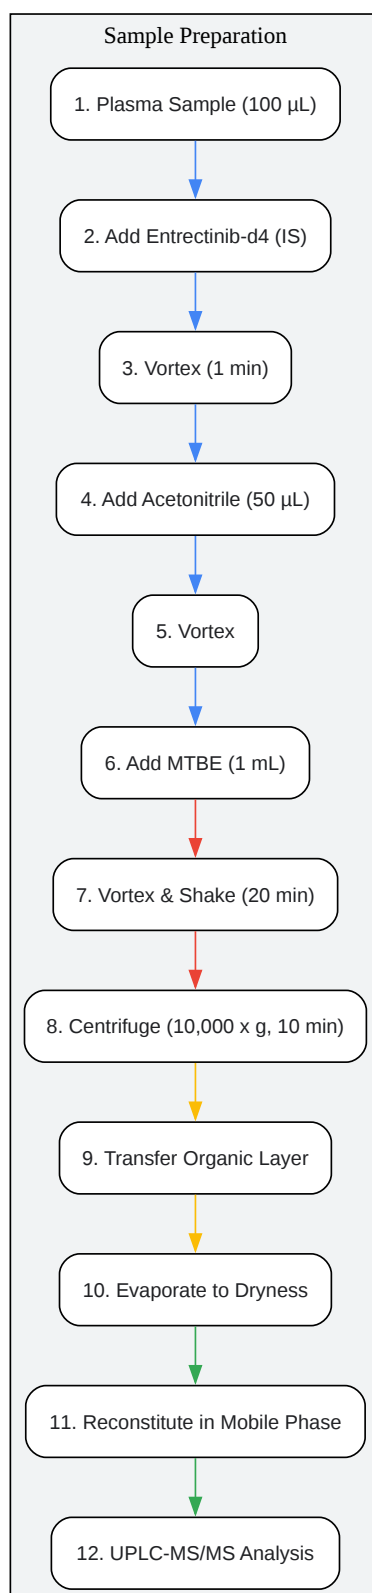 Sample Preparation
1. Plasma Sample (100 µL)
2. Add Entrectinib-d4 (IS)
3. Vortex (1 min)
4. Add Acetonitrile (50 µL)
5. Vortex
6. Add MTBE (1 mL)
7. Vortex & Shake (20 min)
8. Centrifuge (10,000 x g, 10 min)
9. Transfer Organic Layer
10. Evaporate to Dryness
11. Reconstitute in Mobile Phase
12. UPLC-MS/MS Analysis